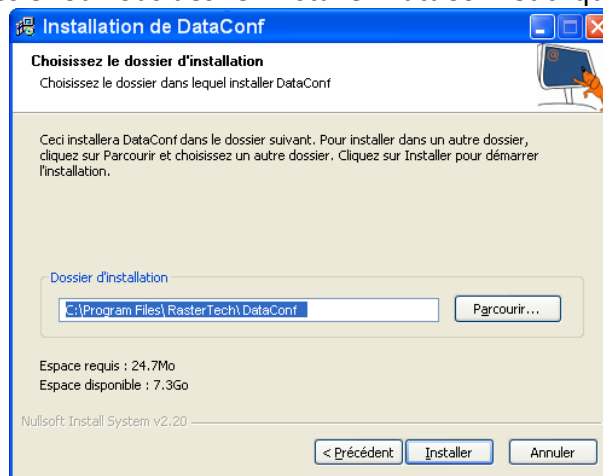 Installation de DataConf
Choisissez le dossier d'installation
Choisissez le dossier dans lequel installer DataConf
Ceci installera DataConf dans le dossier suivant. Pour installer dans un autre dossier,
cliquez sur Parcourir et choisissez un autre dossier. Cliquez sur Installer pour démarrer
l'installation.
Dossier d'installation
C:\Program Files\RasterTech\DataConf
Parcourir...
Espace requis : 24.7Mo
Espace disponible : 7.3Go
Nullsoft Install System v2.20
< Précédent
Installer
Annuler